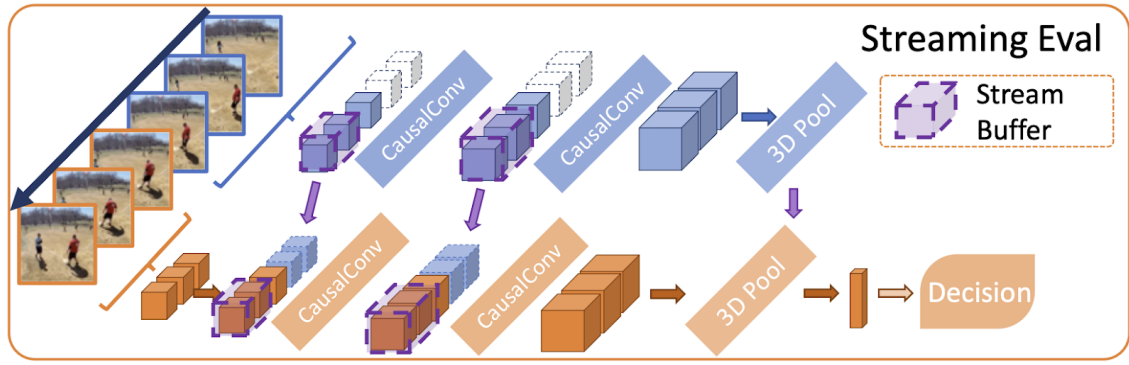 Streaming Eval
Stream
Buffer
CausalConv
CausalConv
3D Pool
CausalConv
CausalConv
3D Pool
Decision